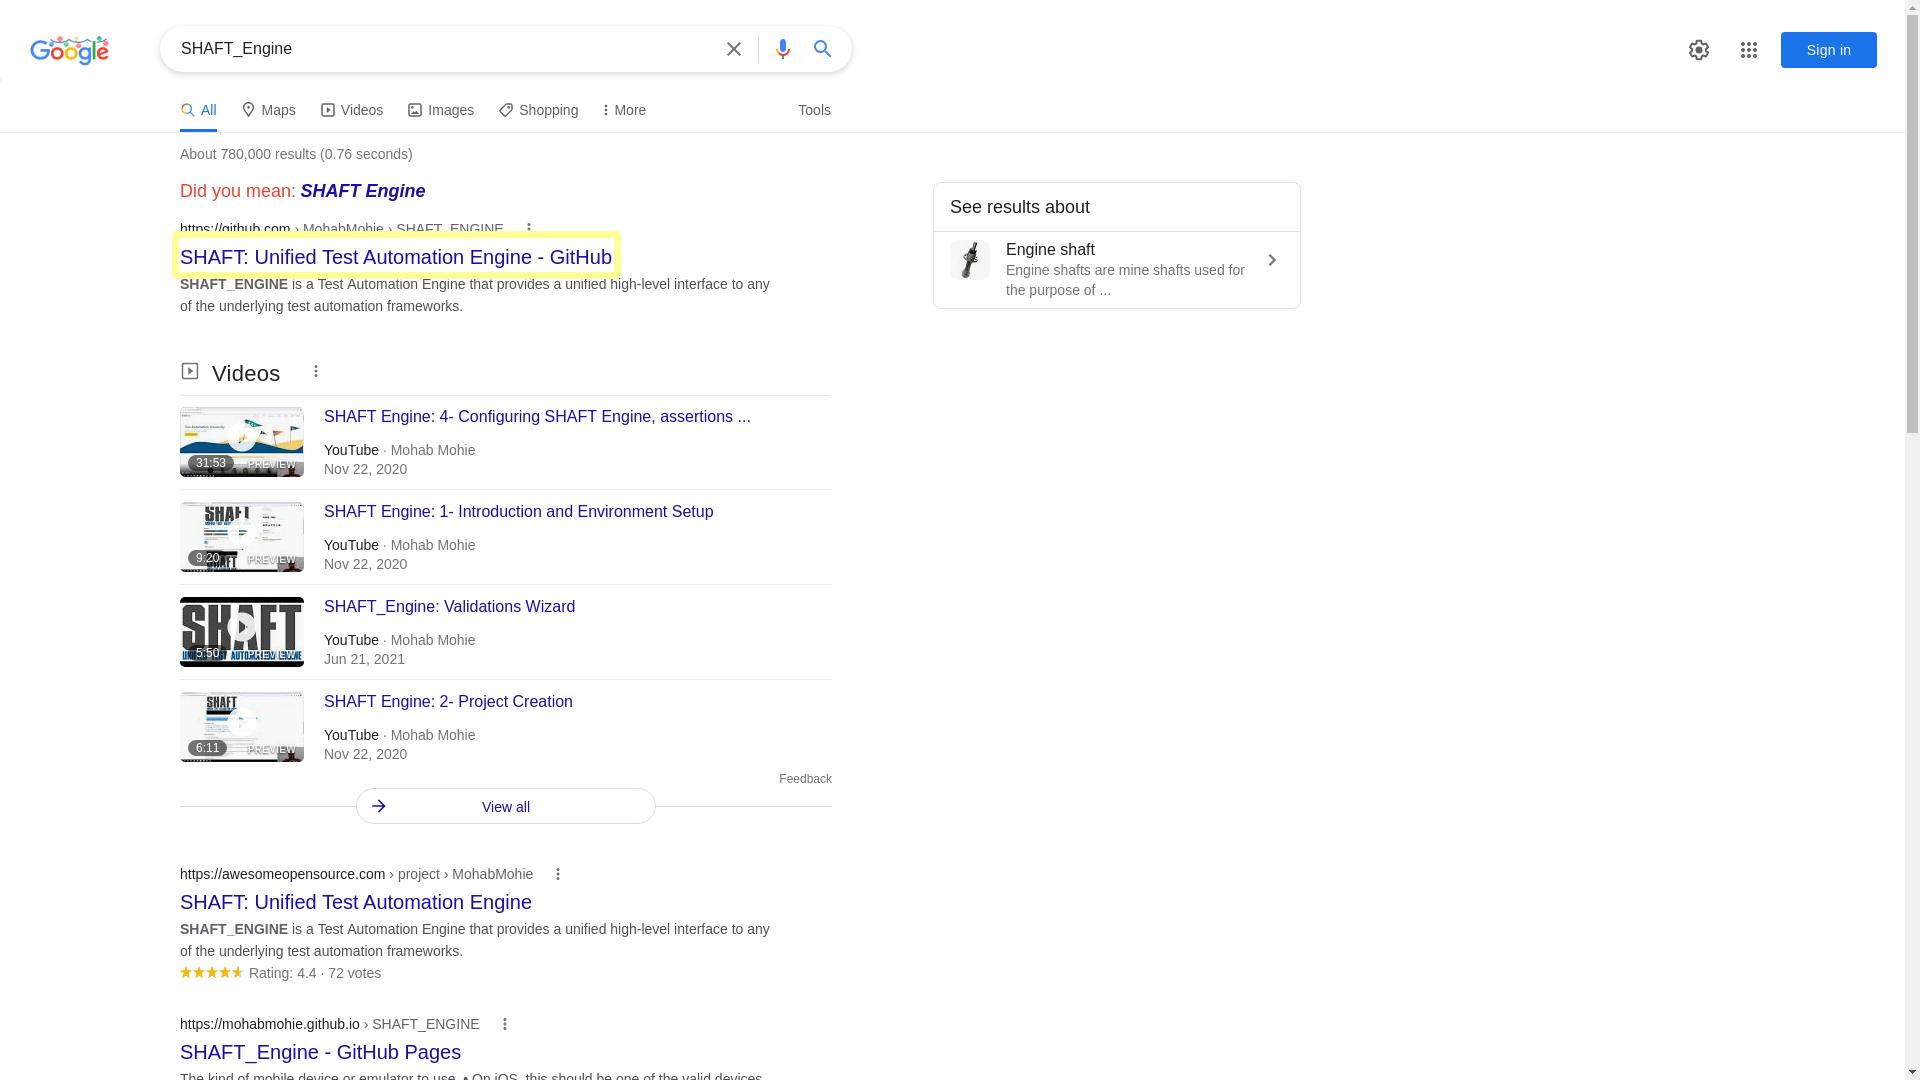 Google
SHAFT_Engine
Sign in
All
Maps
Videos
Images
Shopping
More
Tools
About 780,000 results (0.76 seconds)
Did you mean: SHAFT Engine
https://github.com › MohabMohie › SHAFT_ENGINE
SHAFT: Unified Test Automation Engine - GitHub
SHAFT_ENGINE is a Test Automation Engine that provides a unified high-level interface to any
of the underlying test automation frameworks.
See results about
Engine shaft
Engine shafts are mine shafts used for
the purpose of ...
Videos
31:53
PREVIEW
SHAFT Engine: 4- Configuring SHAFT Engine, assertions ...
YouTube · Mohab Mohie
Nov 22, 2020
SHAFT
9:20
PREVIEW
SHAFT Engine: 1- Introduction and Environment Setup
YouTube · Mohab Mohie
Nov 22, 2020
SHAFT
5:50
PREVIEW
SHAFT_Engine: Validations Wizard
YouTube · Mohab Mohie
Jun 21, 2021
SHAFT
6:11
PREVIEW
SHAFT Engine: 2- Project Creation
YouTube · Mohab Mohie
Nov 22, 2020
Feedback
View all
https://awesomeopensource.com › project › MohabMohie
SHAFT: Unified Test Automation Engine
SHAFT_ENGINE is a Test Automation Engine that provides a unified high-level interface to any
of the underlying test automation frameworks.
Rating: 4.4 · 72 votes
https://mohabmohie.github.io › SHAFT_ENGINE
SHAFT_Engine - GitHub Pages
The kind of mobile device or emulator to use. • On iOS, this should be one of the valid devices